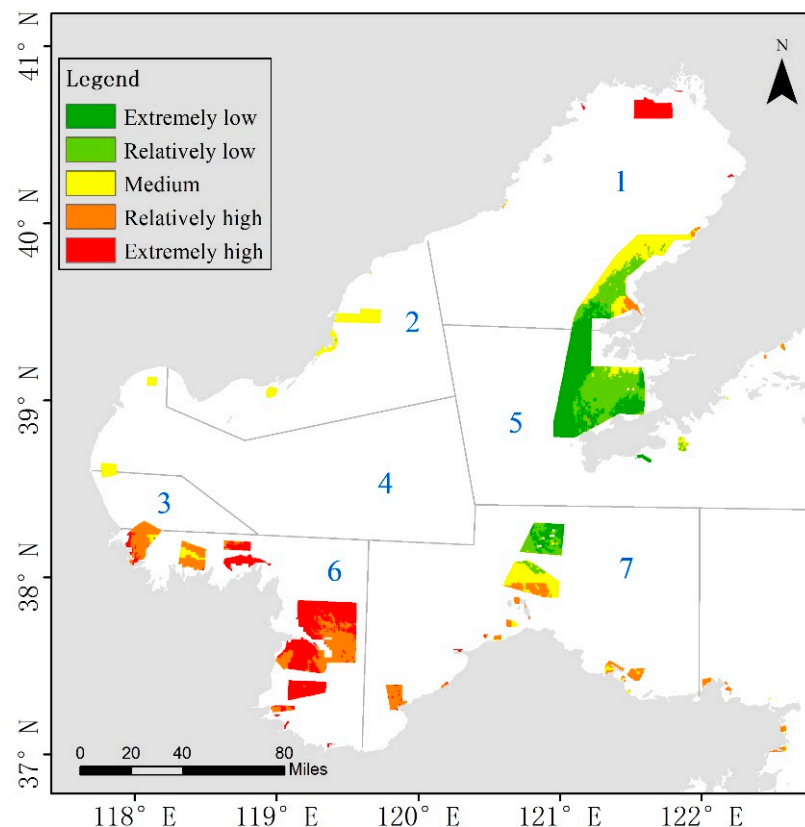 41° N
40° N
39° N
38° N
37° N
Legend
Extremely low
Relatively low
Medium
Relatively high
Extremely high
N
1
2
5
4
3
6
7
0 20 40 80
Miles
118° E 119° E 120° E 121° E 122° E